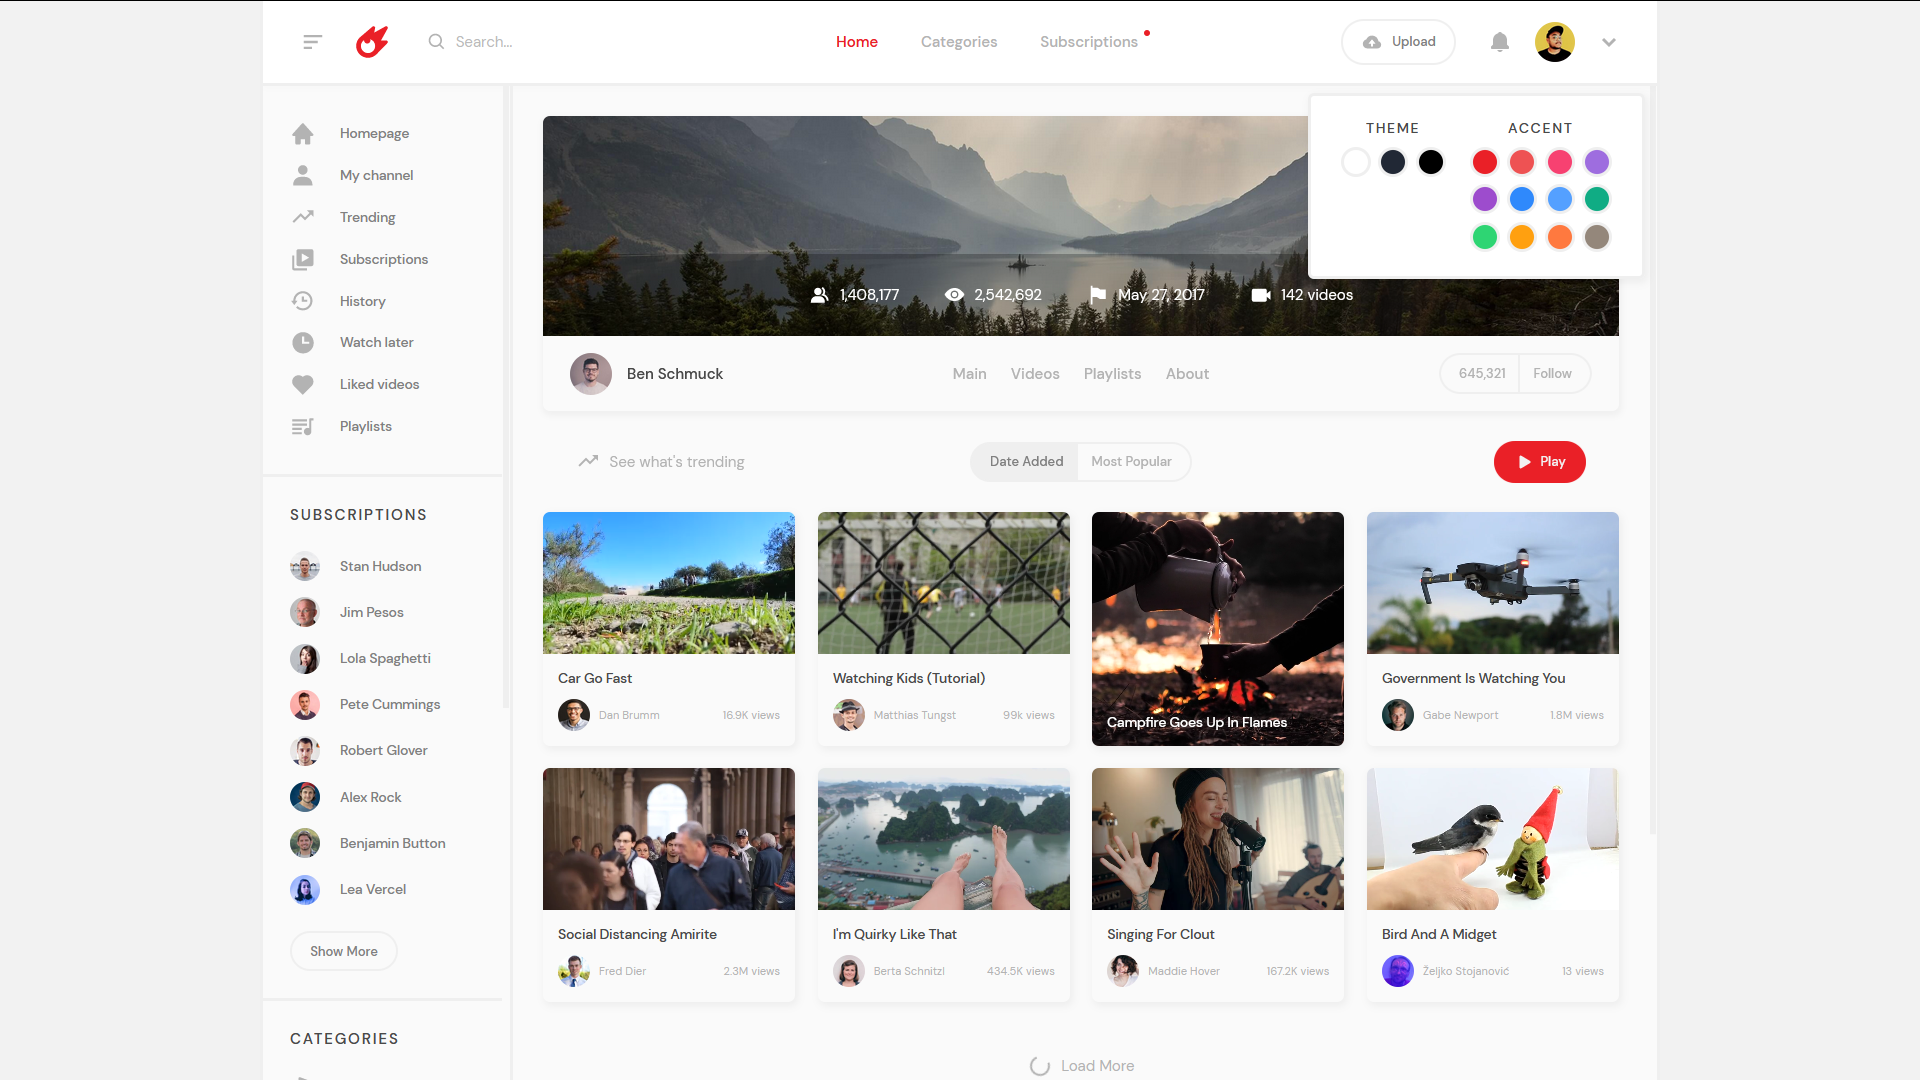 Search...
Home
Categories
Subscriptions
Upload
THEME
ACCENT
Homepage
My channel
Trending
Subscriptions
History
Watch later
Liked videos
Playlists
SUBSCRIPTIONS
Stan Hudson
Jim Pesos
Lola Spaghetti
Pete Cummings
Robert Glover
Alex Rock
Benjamin Button
Lea Vercel
Show More
CATEGORIES
1,408,177
2,542,692
May 27, 2017
142 videos
Ben Schmuck
Main
Videos
Playlists
About
645,321
Follow
See what's trending
Date Added
Most Popular
Play
Car Go Fast
Dan Brumm
16.9K views
Watching Kids (Tutorial)
Matthias Tungst
99k views
Campfire Goes Up In Flames
Government Is Watching You
Gabe Newport
1.8M views
Social Distancing Amirite
Fred Dier
2.3M views
I'm Quirky Like That
Berta Schnitzl
434.5K views
Singing For Clout
Maddie Hover
167.2K views
Bird And A Midget
Željko Stojanović
13 views
Load More